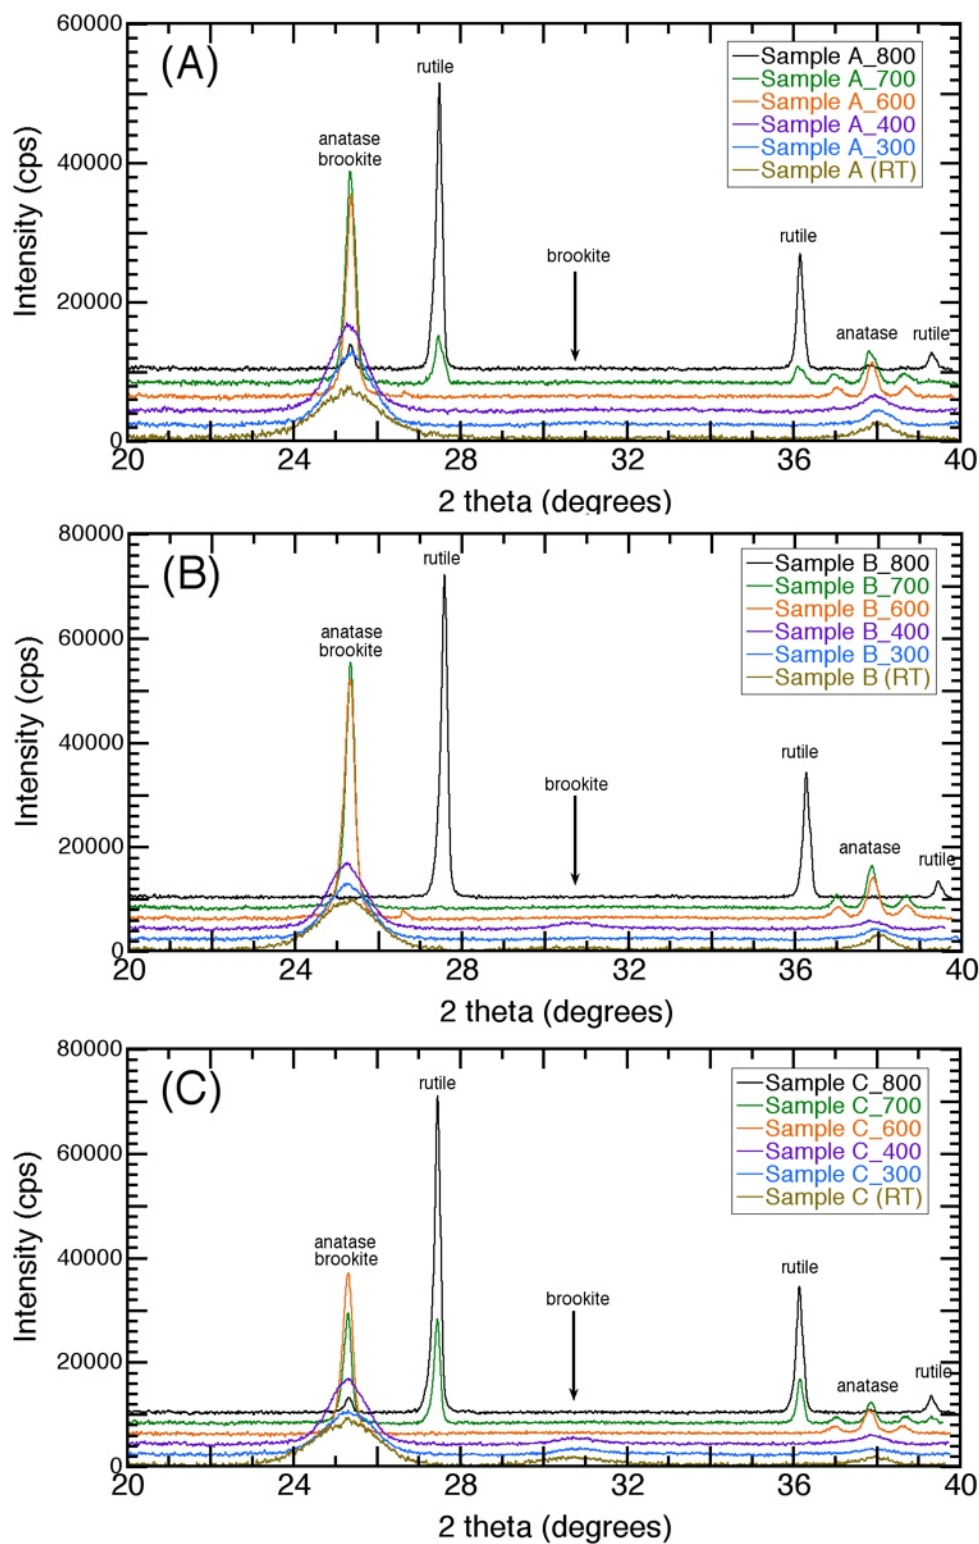 60000
(A)
rutile
Sample A_800
Sample A_700
Sample A_600
Sample A_400
Sample A_300
Sample A (RT)
anatase
brookite
40000
Intensity (cps)
brookite
rutile
20000
anatase
rutile
0
20 24 28 32 36 40
2 theta (degrees)
80000
(B)
rutile
Sample B_800
Sample B_700
Sample B_600
Sample B_400
Sample B_300
Sample B (RT)
anatase
brookite
60000
Intensity (cps)
40000
rutile
brookite
20000
anatase
rutile
0
20 24 28 32 36 40
2 theta (degrees)
80000
(C)
rutile
Sample C_800
Sample C_700
Sample C_600
Sample C_400
Sample C_300
Sample C (RT)
60000
anatase
brookite
Intensity (cps)
40000
rutile
brookite
20000
anatase
rutile
0
20 24 28 32 36 40
2 theta (degrees)